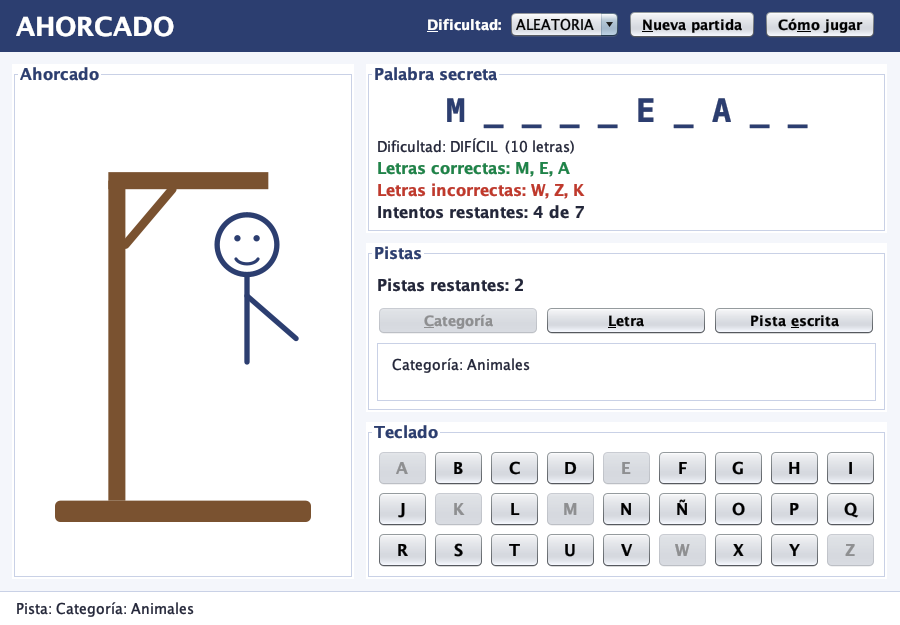 AHORCADO
Dificultad: ALEATORIA Nueva partida Cómo jugar
Ahorcado
Palabra secreta
M _ _ _ _ E _ A _ _
Dificultad: DIFÍCIL (10 letras)
Letras correctas: M, E, A
Letras incorrectas: W, Z, K
Intentos restantes: 4 de 7
Pistas
Pistas restantes: 2
Categoría Letra Pista escrita
Categoría: Animales
Teclado
A B C D E F G H I
J K L M N Ñ O P Q
R S T U V W X Y Z
Pista: Categoría: Animales